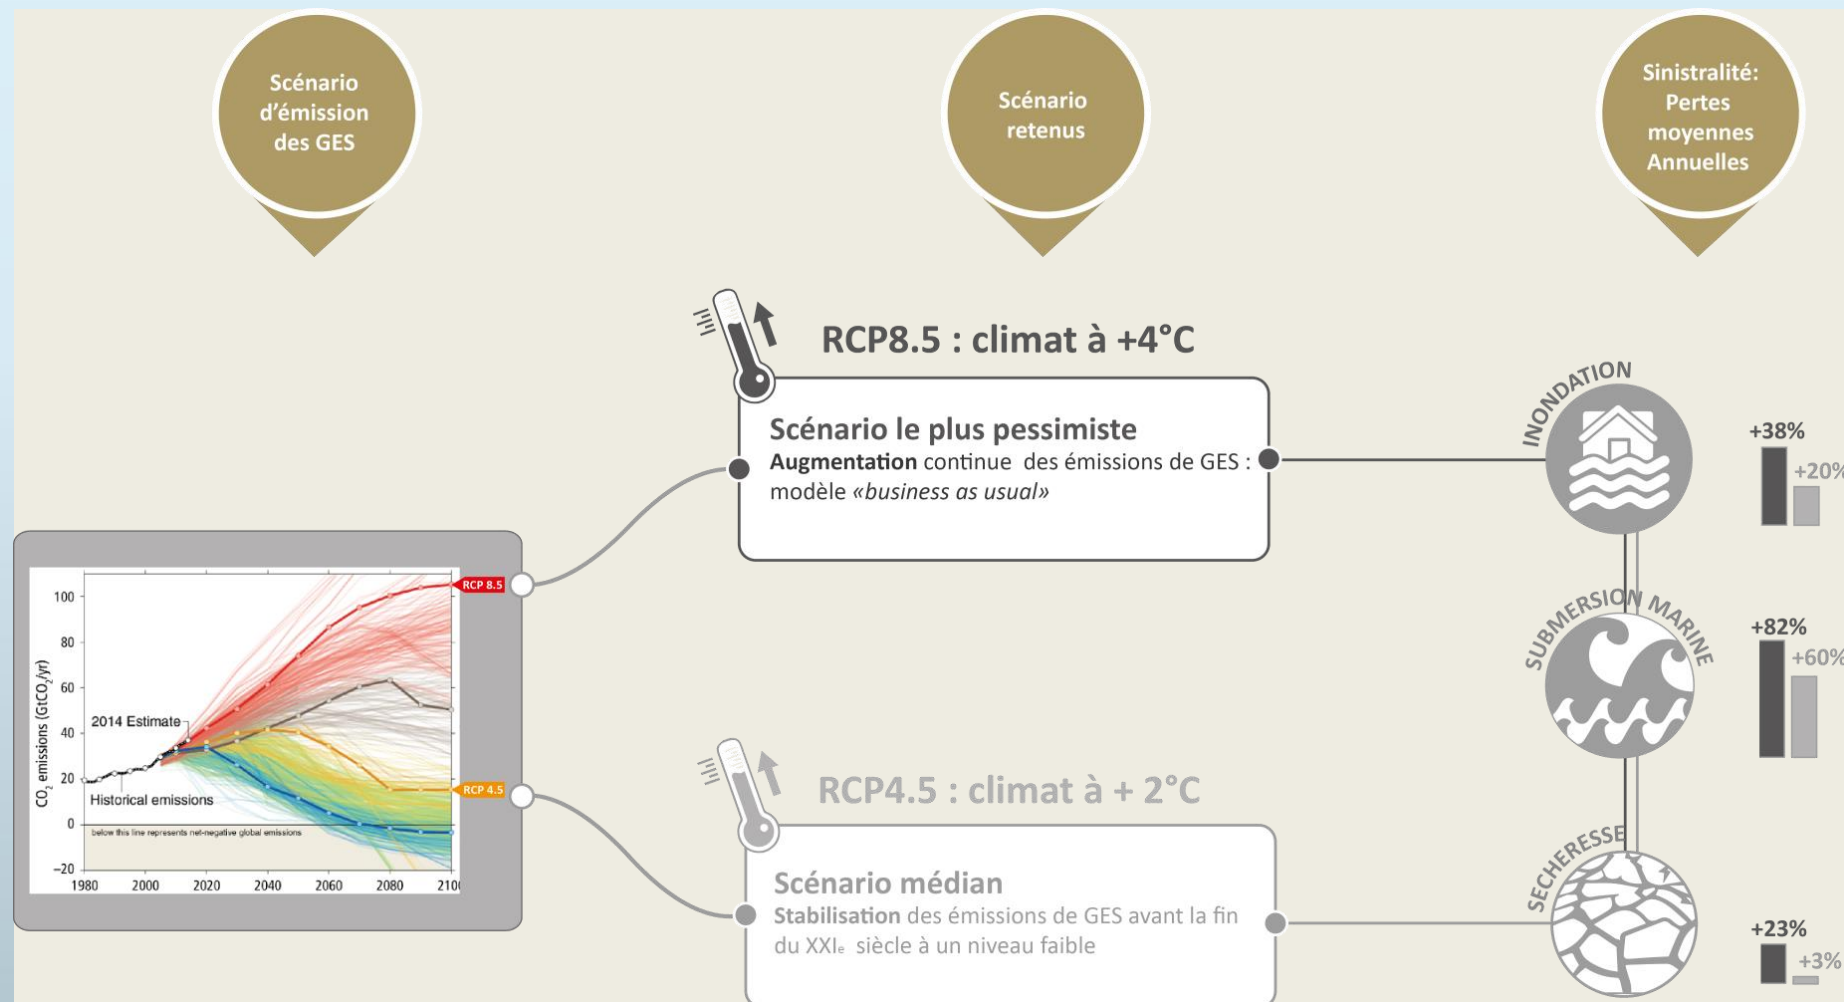 Scénario
d'émission
des GES
Scénario
retenus
Sinistralité:
Pertes
moyennes
Annuelles
RCP8.5 : climat à +4°C
Scénario le plus pessimiste
Augmentation continue des émissions de GES :
modèle «business as usual»
INONDATION
+38%
+20%
SUBMERSION MARINE
+82%
+60%
RCP 8.5
100
80
60
40
20
0
−20
CO2 emissions (GtCO2/yr)
2014 Estimate
Historical emissions
below this line represents net-negative global emissions
RCP 4.5
1980 2000 2020 2040 2060 2080 2100
RCP4.5 : climat à + 2°C
Scénario médian
Stabilisation des émissions de GES avant la fin
du XXIe siècle à un niveau faible
SECHERESSE
+23%
+3%